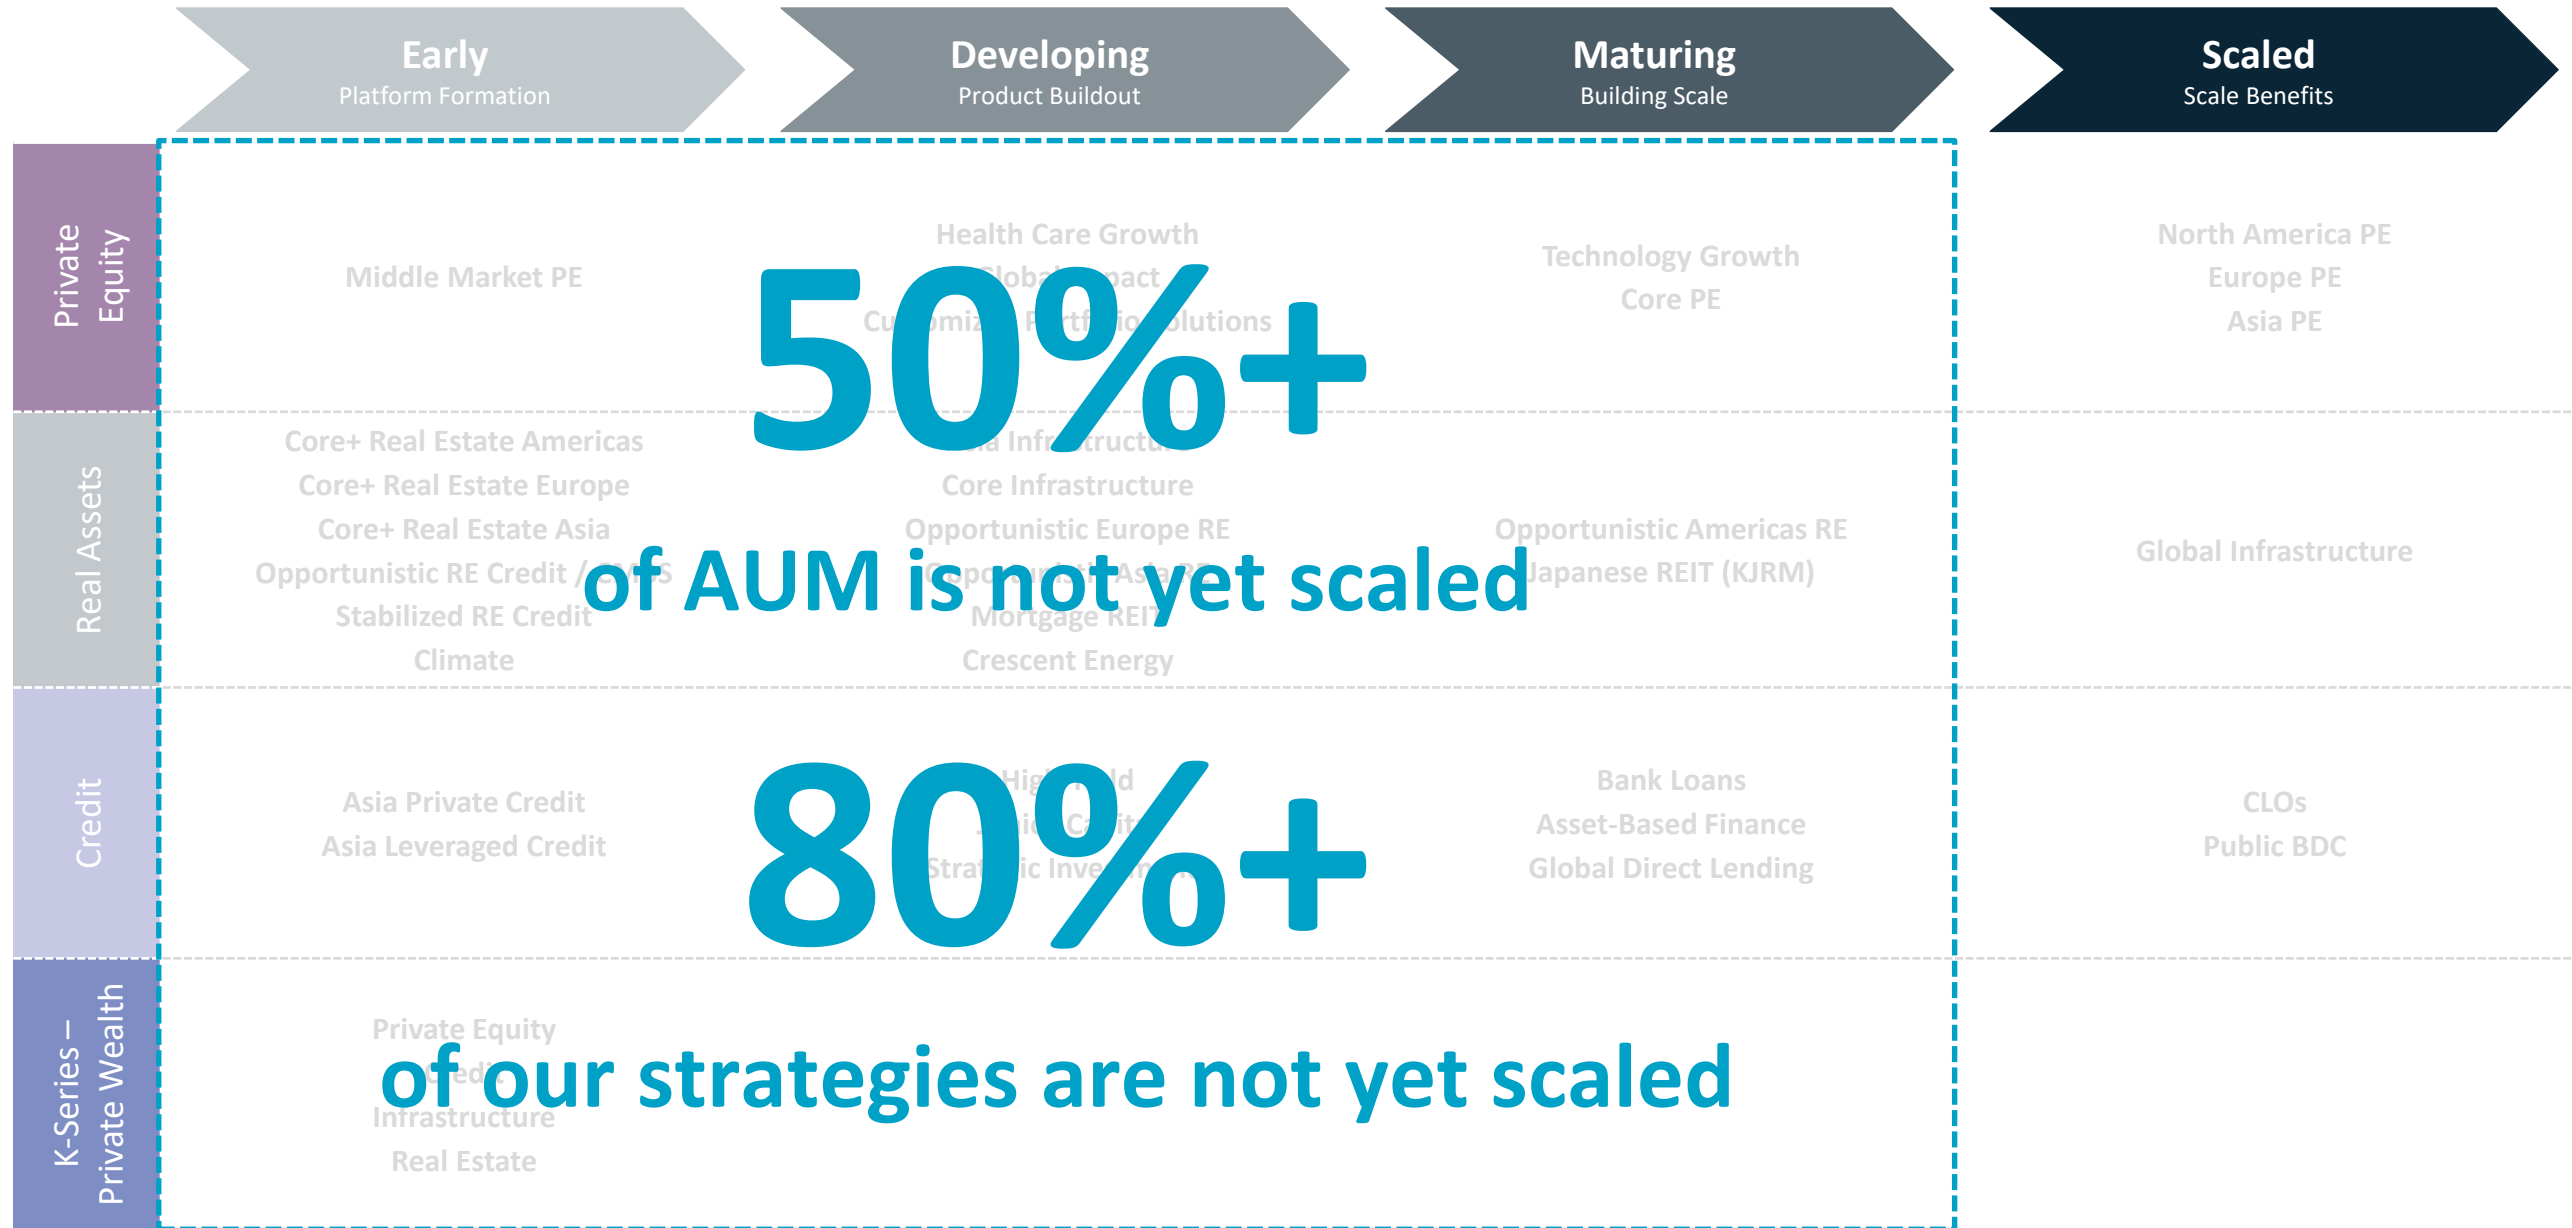 Early
Platform Formation
Developing
Product Buildout
Maturing
Building Scale
Scaled
Scale Benefits
Private
Equity
Middle Market PE
Health Care Growth
Technology Growth
Core PE
North America PE
Europe PE
Asia PE
50%+
of AUM is not yet scaled
Real Assets
Core+ Real Estate Americas
Core+ Real Estate Europe
Core+ Real Estate Asia
Opportunistic RE Credit /
Stabilized RE Credit
Climate
Core Infrastructure
Opportunistic Europe RE
Mortgage REIT
Crescent Energy
Opportunistic Americas RE
Japanese REIT (KJRM)
Global Infrastructure
Credit
Asia Private Credit
Asia Leveraged Credit
80%+
of our strategies are not yet scaled
Bank Loans
Asset-Based Finance
Global Direct Lending
CLOs
Public BDC
K-Series –
Private Wealth
Private Equity
Infrastructure
Real Estate